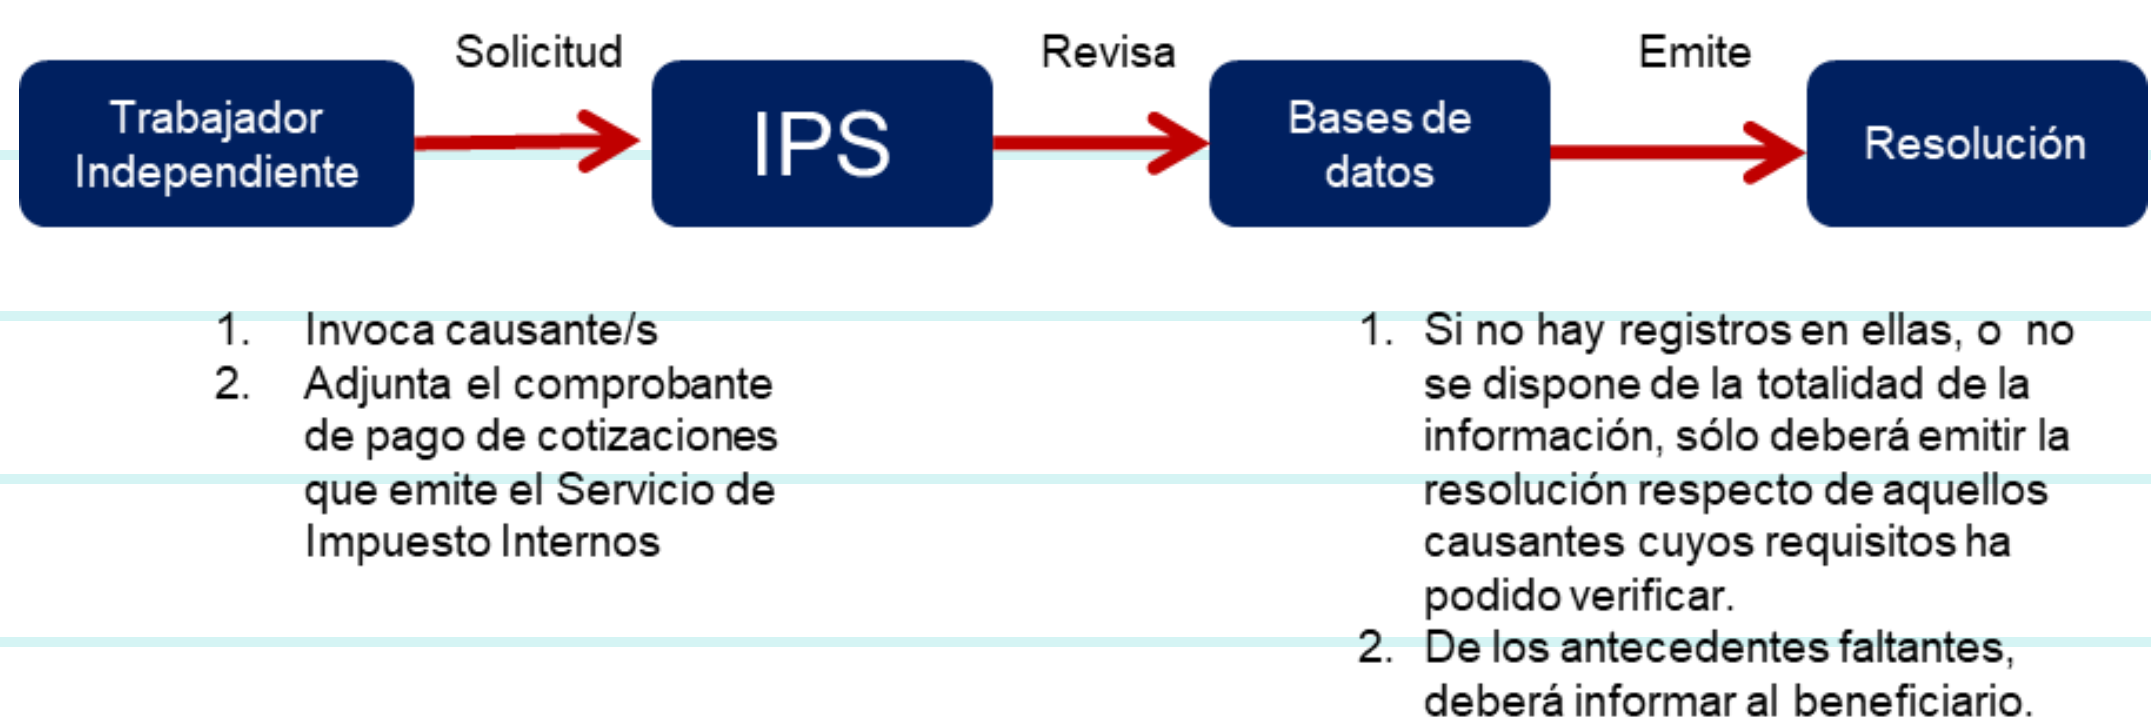 Solicitud
Revisa
Emite
Trabajador
Independiente
IPS
Bases de
datos
Resolución
1. Invoca causante/s
2. Adjunta el comprobante
de pago de cotizaciones
que emite el Servicio de
Impuesto Internos
1. Si no hay registros en ellas, o no
se dispone de la totalidad de la
información, sólo deberá emitir la
resolución respecto de aquellos
causantes cuyos requisitos ha
podido verificar.
2. De los antecedentes faltantes,
deberá informar al beneficiario.